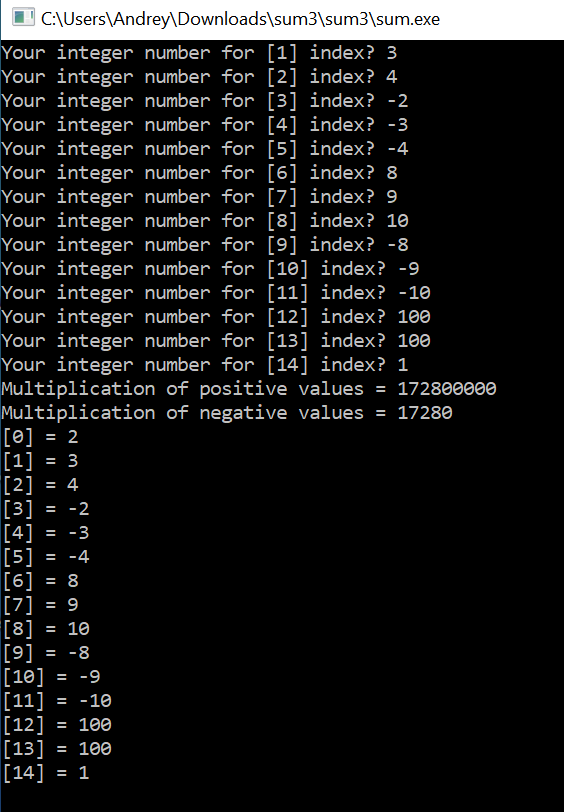 C:\Users\Andrey\Downloads\sum3\sum3\sum.exe
Your integer number for [1] index? 3
Your integer number for [2] index? 4
Your integer number for [3] index? -2
Your integer number for [4] index? -3
Your integer number for [5] index? -4
Your integer number for [6] index? 8
Your integer number for [7] index? 9
Your integer number for [8] index? 10
Your integer number for [9] index? -8
Your integer number for [10] index? -9
Your integer number for [11] index? -10
Your integer number for [12] index? 100
Your integer number for [13] index? 100
Your integer number for [14] index? 1
Multiplication of positive values = 172800000
Multiplication of negative values = 17280
[0] = 2
[1] = 3
[2] = 4
[3] = -2
[4] = -3
[5] = -4
[6] = 8
[7] = 9
[8] = 10
[9] = -8
[10] = -9
[11] = -10
[12] = 100
[13] = 100
[14] = 1